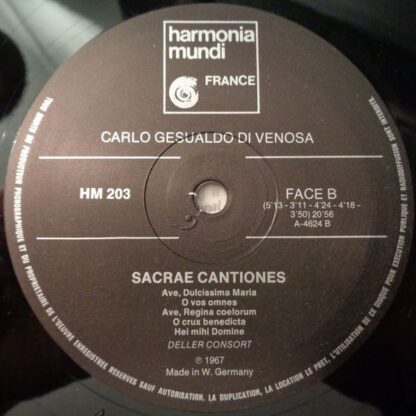 harmonia
mundi
FRANCE
CARLO GESUALDO DI VENOSA
HM 203
FACE B
(5'13 - 3'11 - 4'24 - 4'18 -
3'50) 20'56
A-4624 B
SACRAE CANTIONES
Ave, Dulcissima Maria
O vos omnes
Ave, Regina coelorum
O crux benedicta
Hei mihi Domine
DELLER CONSORT
℗ 1967
Made in W. Germany
TOUS DROITS DE PRODUCTION PHONOGRAPHIQUE ET DU PROPRIETAIRE DE L'OEUVRE ENREGISTREE RESERVES SAUF AUTORISATION. LA DUPLICATION, LA LOCATION LE PRET, L'UTILISATION DE CE DISQUE POUR EXECUTION PUBLIQUE ET RADIODIFFUSION SONT INTERDITS